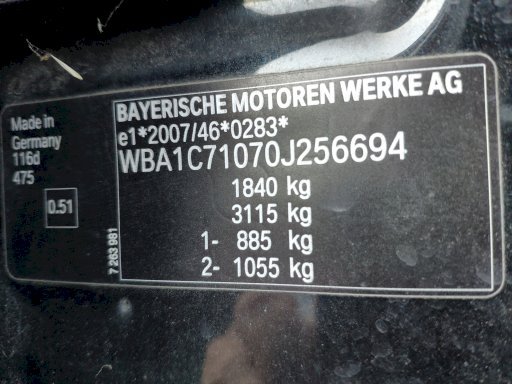 Made in
Germany
116d
475
0.51
7 263 981
BAYERISCHE MOTOREN WERKE AG
e1*2007/46*0283*
WBA1C71070J256694
1840 kg
3115 kg
1- 885 kg
2- 1055 kg